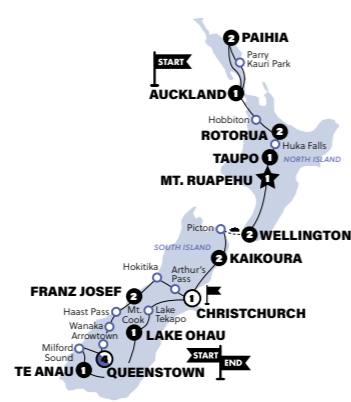 2 PAIHIA
Parry
Kauri Park
START
AUCKLAND 1
Hobbiton
ROTORUA 2
Huka Falls
TAUPO 1
NORTH ISLAND
MT. RUAPEHU 1
Picton
2 WELLINGTON
SOUTH ISLAND
2 KAIKOURA
Hokitika
Arthur's
Pass
FRANZ JOSEF 2
1
CHRISTCHURCH
Haast Pass
Mt.
Cook
Lake
Tekapo
Wanaka
1 LAKE OHAU
Arrowtown
Milford
Sound
4
START
END
TE ANAU 1
QUEENSTOWN